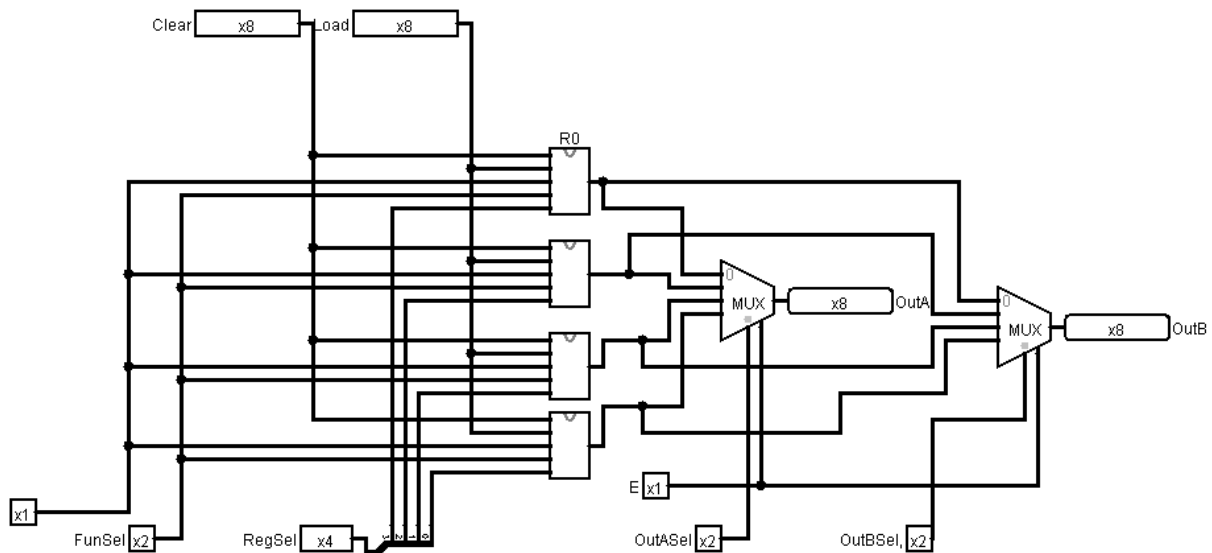 Clear x8 Load x8
R0
0
MUX x8 OutA
0
MUX x8 OutB
E x1
x1
FunSel x2 RegSel x4 OutASel x2 OutBSel, x2